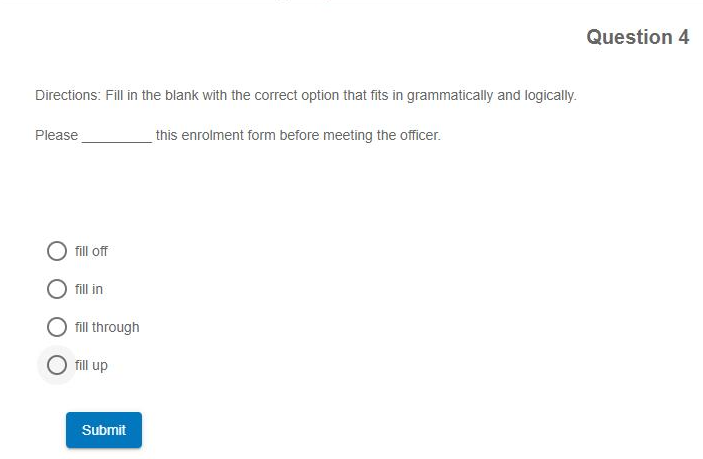 Question 4
Directions: Fill in the blank with the correct option that fits in grammatically and logically.
Please _________ this enrolment form before meeting the officer.
fill off
fill in
fill through
fill up
Submit